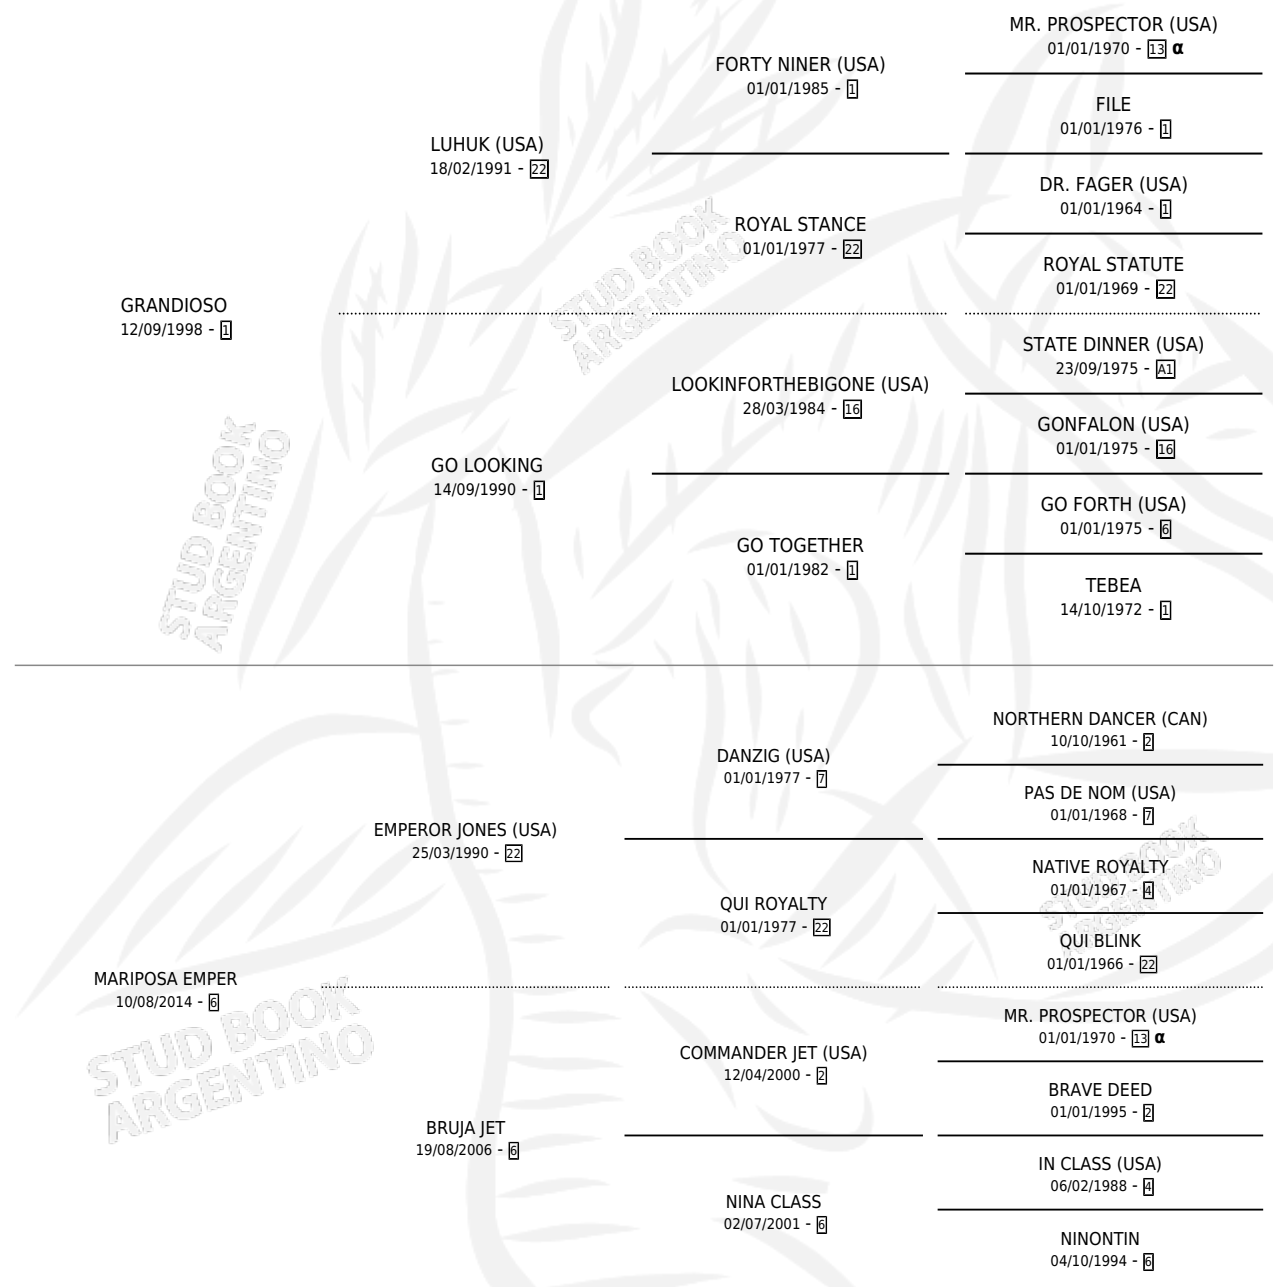 MR. PROSPECTOR (USA)
01/01/1970 - 13 α
FORTY NINER (USA)
01/01/1985 - 1
FILE
01/01/1976 - 1
LUHUK (USA)
18/02/1991 - 22
DR. FAGER (USA)
01/01/1964 - 1
ROYAL STANCE
01/01/1977 - 22
ROYAL STATUTE
01/01/1969 - 22
GRANDIOSO
12/09/1998 - 1
STATE DINNER (USA)
23/09/1975 - A1
LOOKINFORTHEBIGONE (USA)
28/03/1984 - 16
GONFALON (USA)
01/01/1975 - 16
GO LOOKING
14/09/1990 - 1
GO FORTH (USA)
01/01/1975 - 6
GO TOGETHER
01/01/1982 - 1
TEBEA
14/10/1972 - 1
STUD BOOK
ARGENTINO
STUD BOOK
ARGENTINO
NORTHERN DANCER (CAN)
10/10/1961 - 2
DANZIG (USA)
01/01/1977 - 7
PAS DE NOM (USA)
01/01/1968 - 7
EMPEROR JONES (USA)
25/03/1990 - 22
NATIVE ROYALTY
01/01/1967 - 4
QUI ROYALTY
01/01/1977 - 22
QUI BLINK
01/01/1966 - 22
MARIPOSA EMPER
10/08/2014 - 6
MR. PROSPECTOR (USA)
01/01/1970 - 13 α
COMMANDER JET (USA)
12/04/2000 - 2
BRAVE DEED
01/01/1995 - 2
BRUJA JET
19/08/2006 - 6
IN CLASS (USA)
06/02/1988 - 4
NINA CLASS
02/07/2001 - 6
NINONTIN
04/10/1994 - 6
STUD BOOK
ARGENTINO
STUD BOOK
ARGENTINO